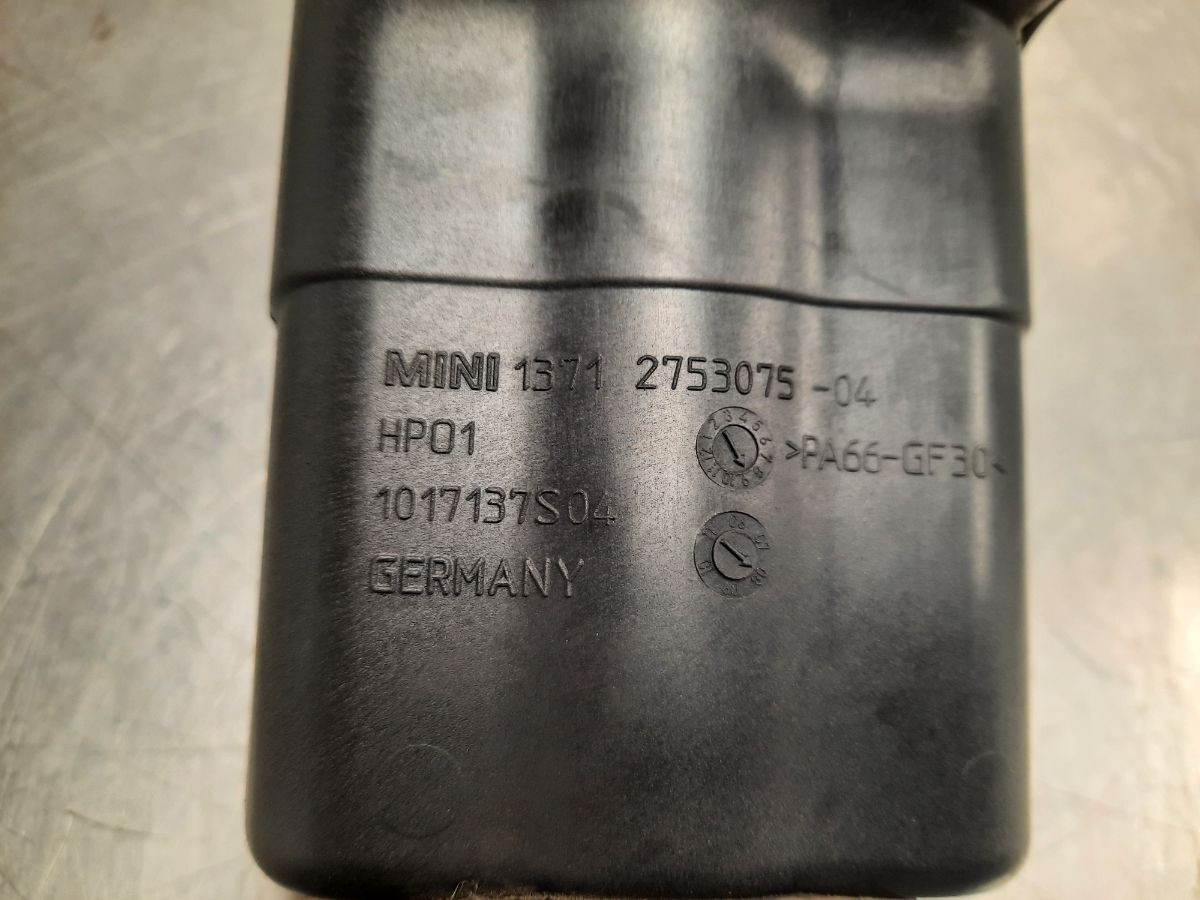 MINI 1371 2753075 -04
HP01
>PA66-GF30<
1017137S04
GERMANY